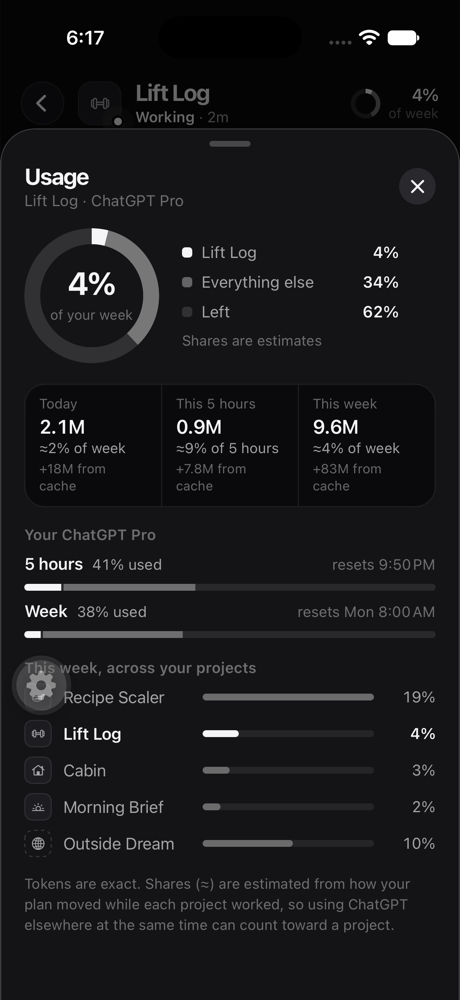 6:17
Lift Log
Working · 2m
4%
of week
Usage
Lift Log · ChatGPT Pro
4%
of your week
Lift Log 4%
Everything else 34%
Left 62%
Shares are estimates
Today
2.1M
≈2% of week
+18M from
cache
This 5 hours
0.9M
≈9% of 5 hours
+7.8M from
cache
This week
9.6M
≈4% of week
+83M from
cache
Your ChatGPT Pro
5 hours 41% used resets 9:50 PM
Week 38% used resets Mon 8:00 AM
This week, across your projects
Recipe Scaler 19%
Lift Log 4%
Cabin 3%
Morning Brief 2%
Outside Dream 10%
Tokens are exact. Shares (≈) are estimated from how your
plan moved while each project worked, so using ChatGPT
elsewhere at the same time can count toward a project.